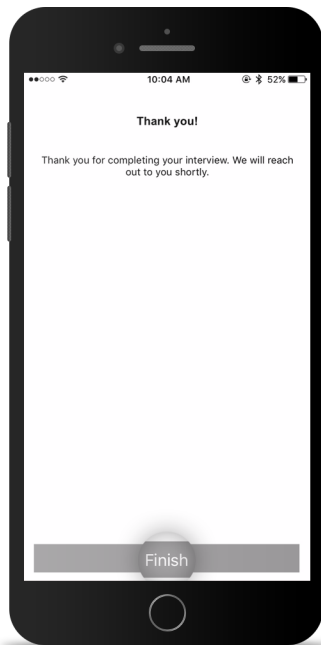 10:04 AM
52%
Thank you!
Thank you for completing your interview. We will reach
out to you shortly.
Finish